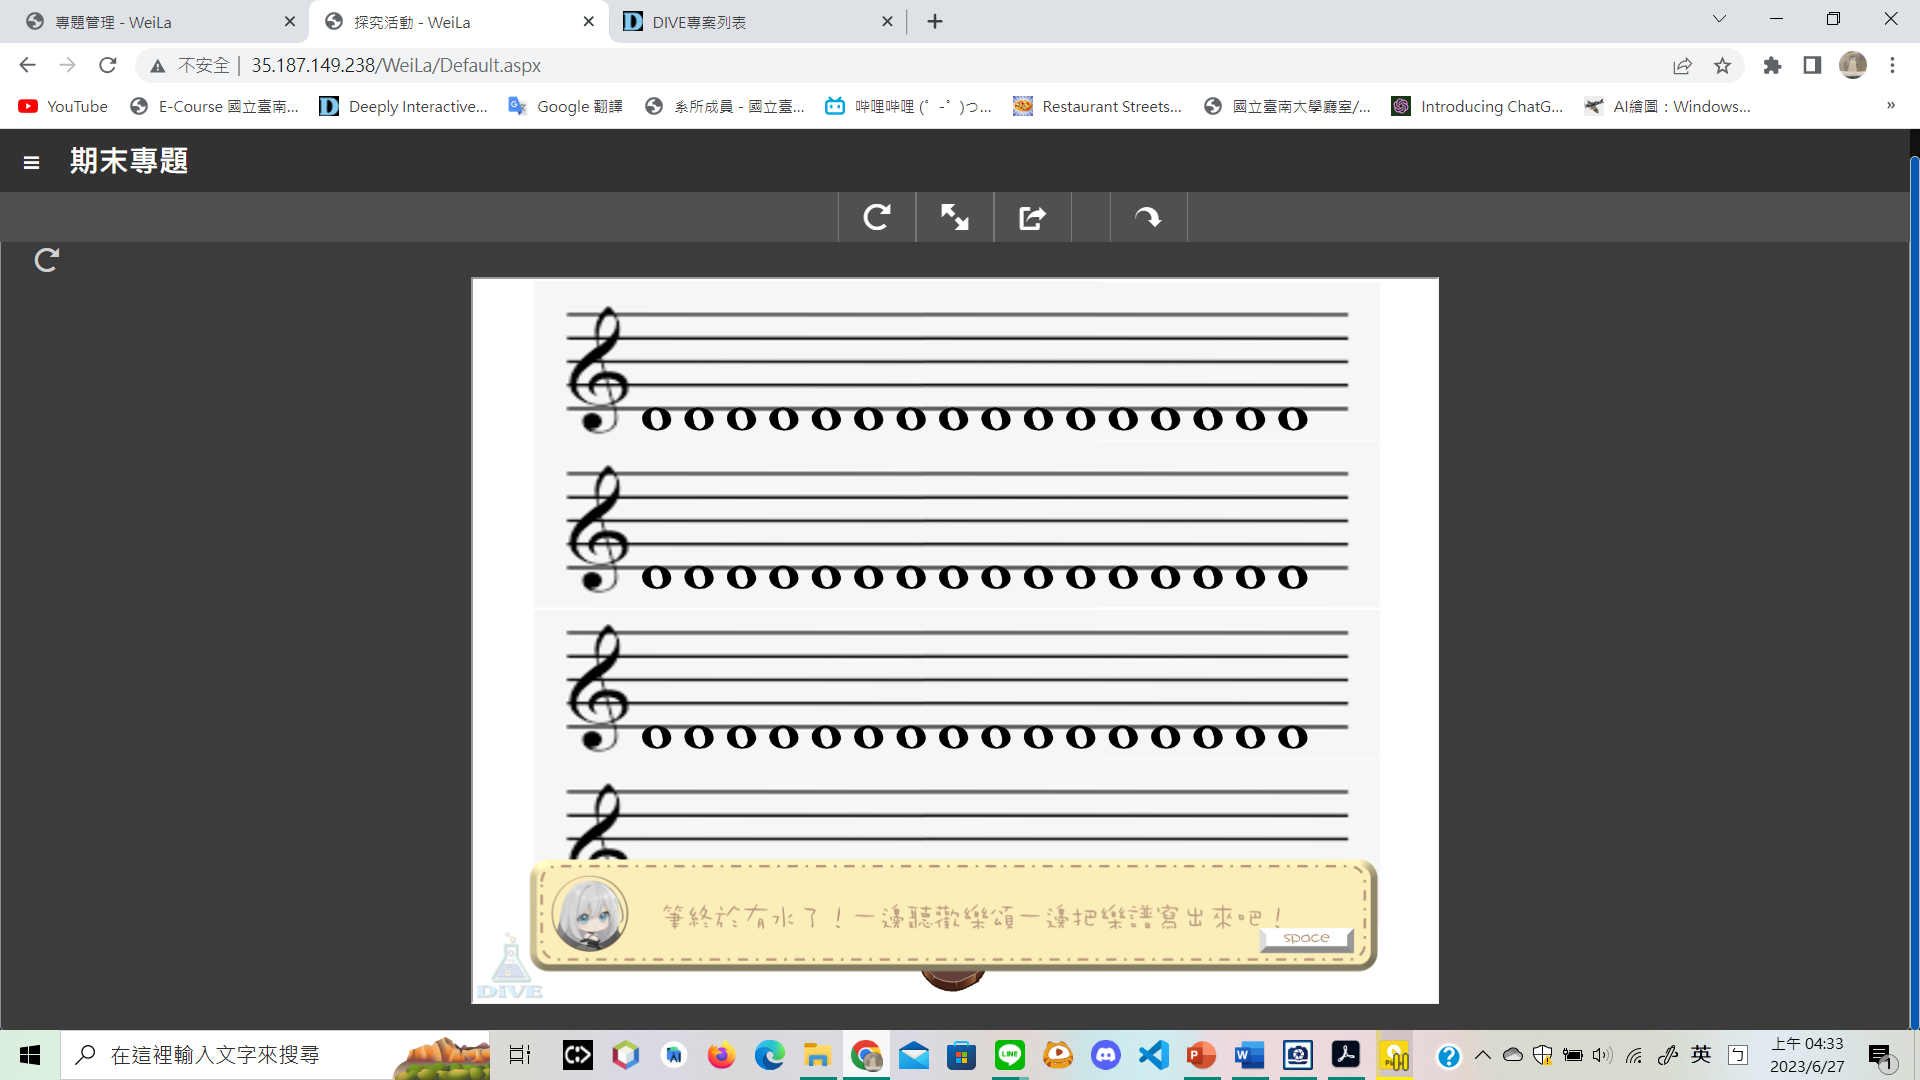 專題管理 - WeiLa
探究活動 - WeiLa
DIVE專案列表
不安全
35.187.149.238/WeiLa/Default.aspx
YouTube
E-Course 國立臺南...
Deeply Interactive...
Google 翻譯
系所成員 - 國立臺...
哔哩哔哩 (゜-゜)つ...
Restaurant Streets...
國立臺南大學廳室/...
Introducing ChatG...
AI繪圖：Windows...
期末專題
筆終於有水了！一邊聽歡樂頌一邊把樂譜寫出來吧！
space
DiVE
在這裡輸入文字來搜尋
英
上午 04:33
2023/6/27
1